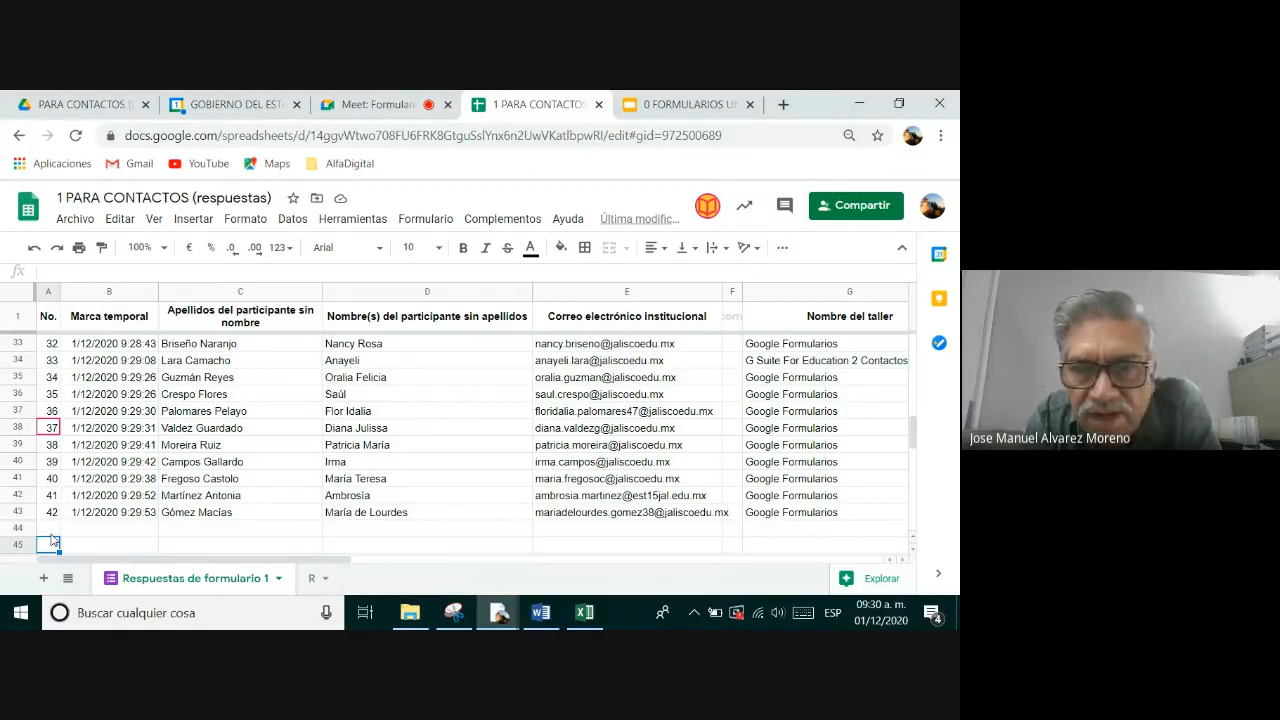 PARA CONTACTOS (
GOBIERNO DEL EST
Meet: Formular
1 PARA CONTACTOS
0 FORMULARIOS UN
docs.google.com/spreadsheets/d/14ggvWtwo708FU6FRK8GtguSslYnx6n2UwVKatlbpwRI/edit#gid=972500689
Aplicaciones Gmail YouTube Maps AlfaDigital
1 PARA CONTACTOS (respuestas)
Archivo Editar Ver Insertar Formato Datos Herramientas Formulario Complementos Ayuda Última modific...
Compartir
100% € % .0 .00 123 Arial 10 B I S A
fx
A B C D E F G
1 No. Marca temporal Apellidos del participante sin nombre Nombre(s) del participante sin apellidos Correo electrónico institucional Nombre del taller
33 32 1/12/2020 9:28:43 Briseño Naranjo Nancy Rosa nancy.briseno@jaliscoedu.mx Google Formularios
34 33 1/12/2020 9:29:08 Lara Camacho Anayeli anayeli.lara@jaliscoedu.mx G Suite For Education 2 Contactos
35 34 1/12/2020 9:29:26 Guzmán Reyes Oralia Felicia oralia.guzman@jaliscoedu.mx Google Formularios
36 35 1/12/2020 9:29:26 Crespo Flores Saúl saul.crespo@jaliscoedu.mx Google Formularios
37 36 1/12/2020 9:29:30 Palomares Pelayo Flor Idalia floridalia.palomares47@jaliscoedu.mx Google Formularios
38 37 1/12/2020 9:29:31 Valdez Guardado Diana Julissa diana.valdezg@jaliscoedu.mx Google Formularios
39 38 1/12/2020 9:29:41 Moreira Ruiz Patricia María patricia.moreira@jaliscoedu.mx Google Formularios
40 39 1/12/2020 9:29:42 Campos Gallardo Irma irma.campos@jaliscoedu.mx Google Formularios
41 40 1/12/2020 9:29:38 Fregoso Castolo María Teresa maria.fregosoc@jaliscoedu.mx Google Formularios
42 41 1/12/2020 9:29:52 Martínez Antonia Ambrosía ambrosia.martinez@est15jal.edu.mx Google Formularios
43 42 1/12/2020 9:29:53 Gómez Macías María de Lourdes mariadelourdes.gomez38@jaliscoedu.mx Google Formularios
44
45
Respuestas de formulario 1 R Explorar
Buscar cualquier cosa
ESP
09:30 a. m.
01/12/2020
4
Jose Manuel Alvarez Moreno